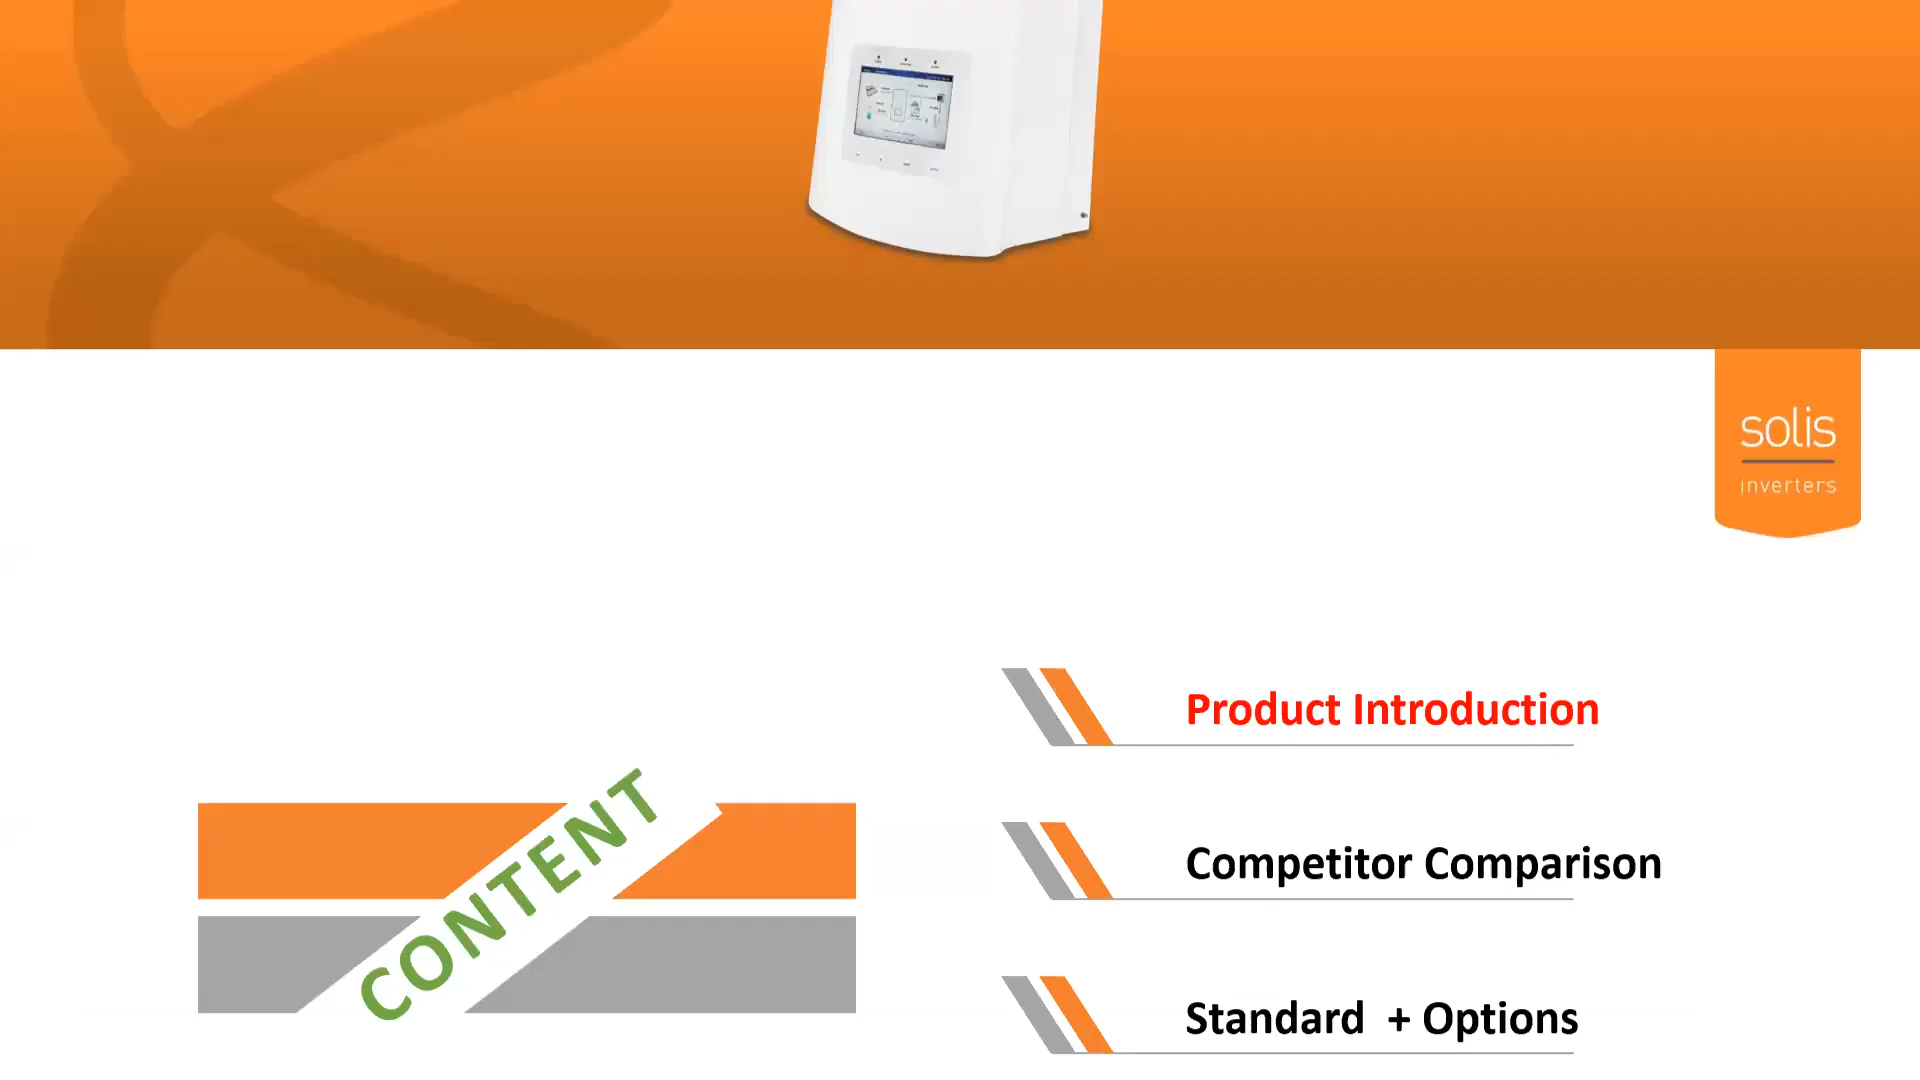 solis
inverters
Product Introduction
CONTENT
Competitor Comparison
Standard + Options